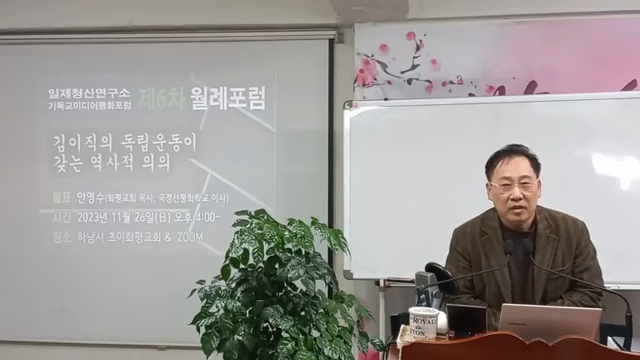 일제청산연구소
기독교미디어평화포럼 제6차 월례포럼
김이직의 독립운동이
갖는 역사적 의의
발표 안영수(회평교회 목사, 국경선평화학교 이사)
시간 2023년 11월 26일(일) 오후 4:00~
장소 하남시 초이화평교회 & ZOOM
ROYAL